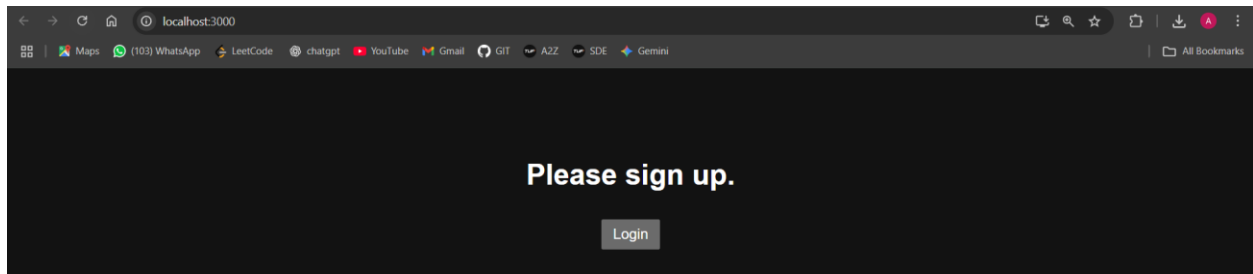 localhost:3000
Maps (103) WhatsApp LeetCode chatgpt YouTube Gmail GIT A2Z SDE Gemini All Bookmarks
Please sign up.
Login